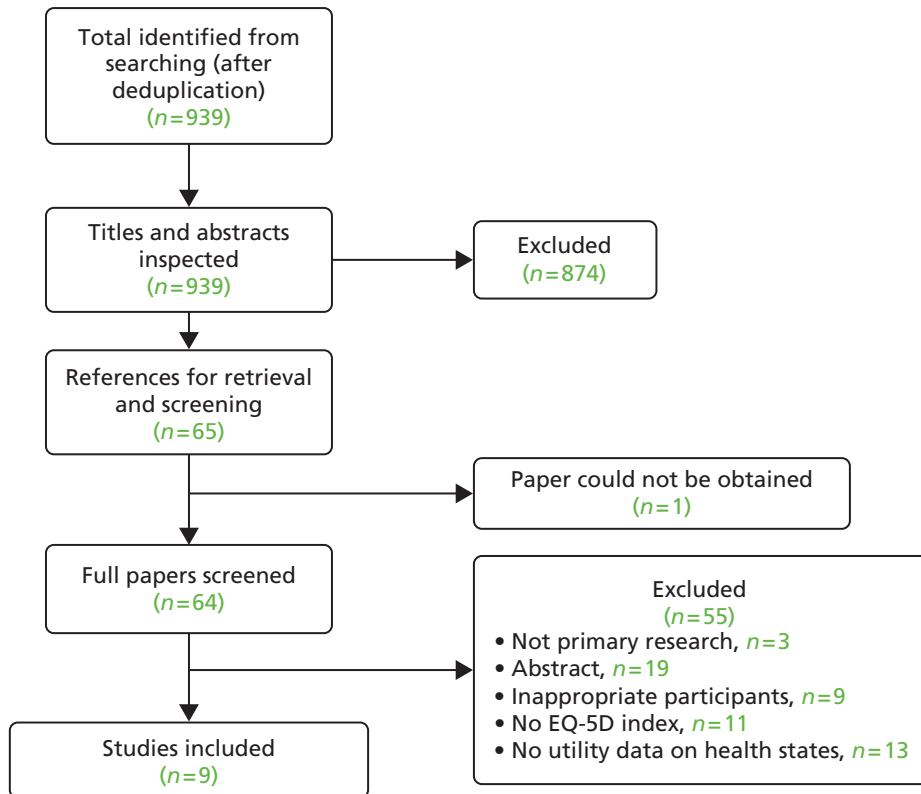 Total identified from
searching (after
deduplication)
(n=939)
Titles and abstracts
inspected
(n=939)
Excluded
(n=874)
References for retrieval
and screening
(n=65)
Paper could not be obtained
(n=1)
Full papers screened
(n=64)
Excluded
(n=55)
• Not primary research, n=3
• Abstract, n=19
• Inappropriate participants, n=9
• No EQ-5D index, n=11
• No utility data on health states, n=13
Studies included
(n=9)